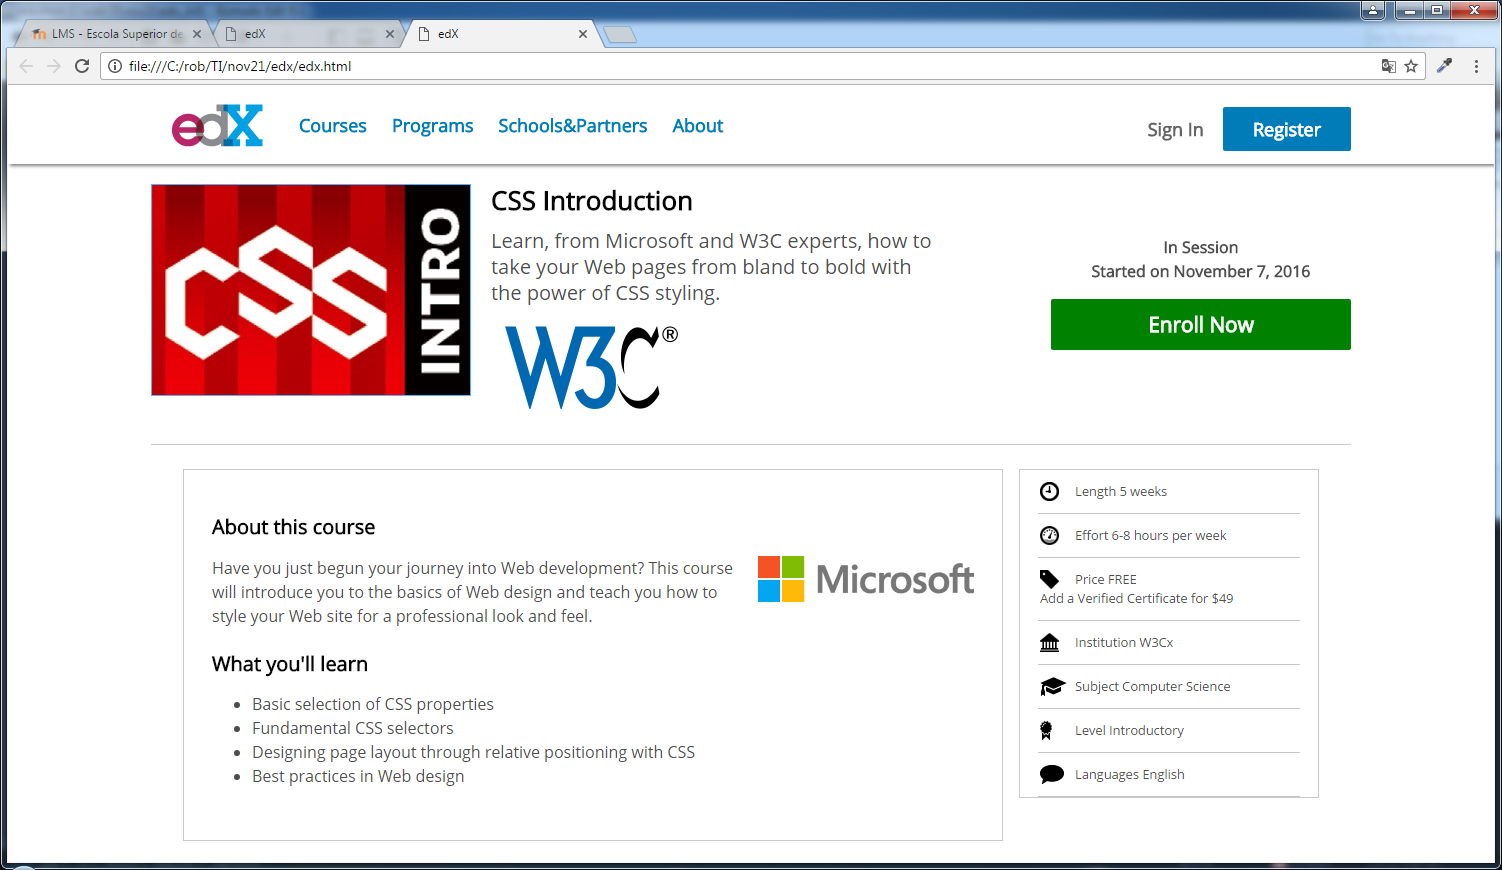 LMS - Escola Superior de
edX
edX
file:///C:/rob/TI/nov21/edx/edx.html
edX
Courses
Programs
Schools&Partners
About
Sign In
Register
CSS
INTRO
CSS Introduction
Learn, from Microsoft and W3C experts, how to
take your Web pages from bland to bold with
the power of CSS styling.
W3C®
In Session
Started on November 7, 2016
Enroll Now
About this course
Have you just begun your journey into Web development? This course
will introduce you to the basics of Web design and teach you how to
style your Web site for a professional look and feel.
Microsoft
What you'll learn
Basic selection of CSS properties
Fundamental CSS selectors
Designing page layout through relative positioning with CSS
Best practices in Web design
Length 5 weeks
Effort 6-8 hours per week
Price FREE
Add a Verified Certificate for $49
Institution W3Cx
Subject Computer Science
Level Introductory
Languages English